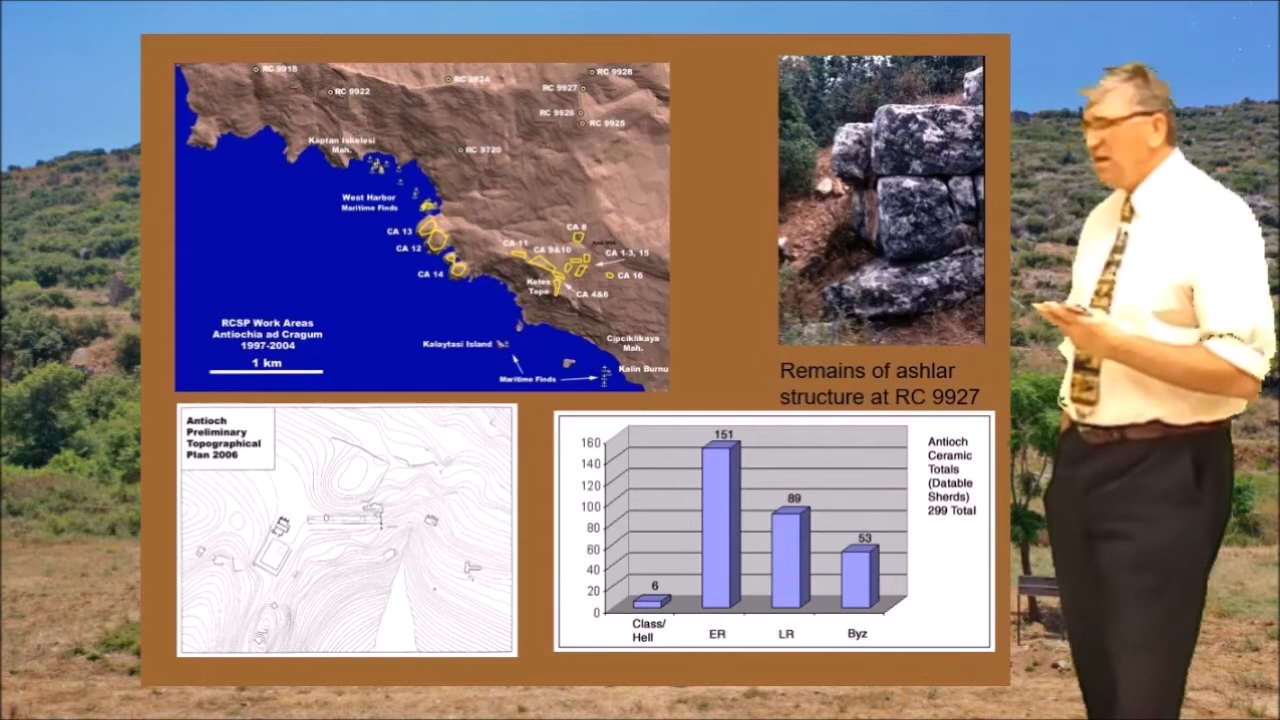 RC 9918
RC 9924
RC 9928
RC 9922
RC 9927
RC 9926
RC 9925
Kaptan Iskelesi
Mah.
RC 9720
West Harbor
Maritime Finds
CA 13
CA 12
CA 14
CA 8
CA 11
CA 9&10
CA 1-3, 15
CA 16
Keles
Tepe
CA 4&6
RCSP Work Areas
Antiochia ad Cragum
1997-2004
1 km
Kalaytasi Island
Cipciklikaya
Mah.
Kalin Burnu
Maritime Finds
Remains of ashlar
structure at RC 9927
Antioch
Preliminary
Topographical
Plan 2006
160
140
120
100
80
60
40
20
0
6
151
89
53
Class/
Hell
ER
LR
Byz
Antioch
Ceramic
Totals
(Datable
Sherds)
299 Total